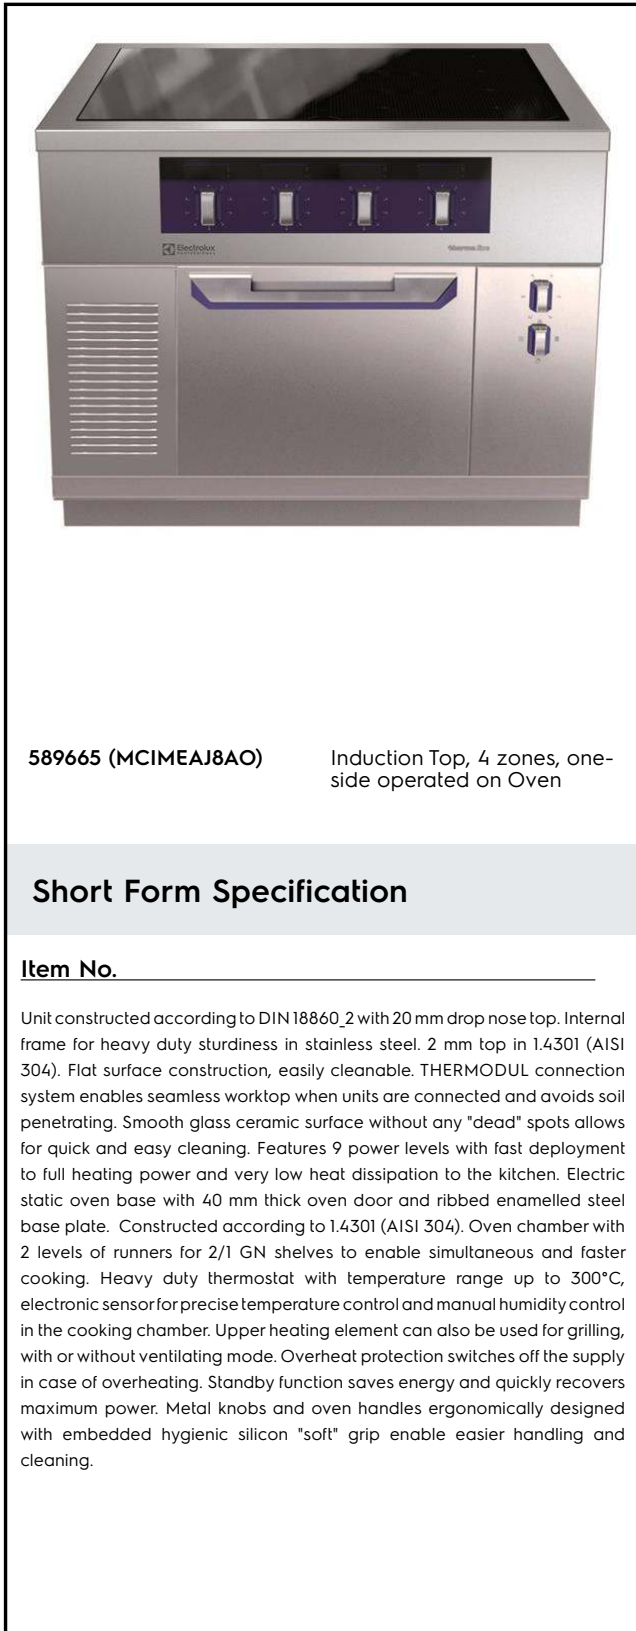 Electrolux
PROFESSIONAL
thermaline
589665 (MCIMEAJ8AO)
Induction Top, 4 zones, one-
side operated on Oven
Short Form Specification
Item No.
Unit constructed according to DIN 18860_2 with 20 mm drop nose top. Internal
frame for heavy duty sturdiness in stainless steel. 2 mm top in 1.4301 (AISI
304). Flat surface construction, easily cleanable. THERMODUL connection
system enables seamless worktop when units are connected and avoids soil
penetrating. Smooth glass ceramic surface without any "dead" spots allows
for quick and easy cleaning. Features 9 power levels with fast deployment
to full heating power and very low heat dissipation to the kitchen. Electric
static oven base with 40 mm thick oven door and ribbed enamelled steel
base plate.  Constructed according to 1.4301 (AISI 304). Oven chamber with
2 levels of runners for 2/1 GN shelves to enable simultaneous and faster
cooking. Heavy duty thermostat with temperature range up to 300°C,
electronic sensor for precise temperature control and manual humidity control
in the cooking chamber. Upper heating element can also be used for grilling,
with or without ventilating mode. Overheat protection switches off the supply
in case of overheating. Standby function saves energy and quickly recovers
maximum power. Metal knobs and oven handles ergonomically designed
with embedded hygienic silicon "soft" grip enable easier handling and
cleaning.